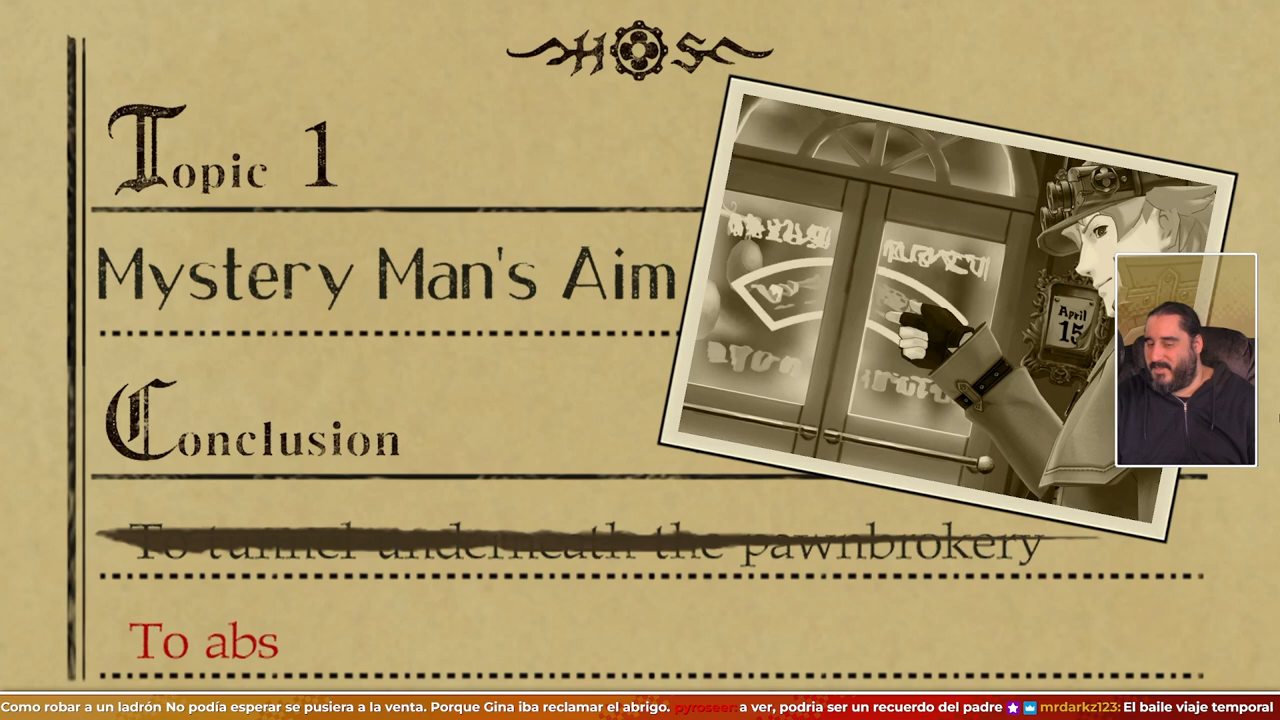 H S
Topic 1
Mystery Man's Aim
April
15
Conclusion
To tunnel underneath the pawnbrokery
To abs
Como robar a un ladrón No podía esperar se pusiera a la venta. Porque Gina iba reclamar el abrigo. pyroseer: a ver, podria ser un recuerdo del padre mrdarkz123: El baile viaje temporal